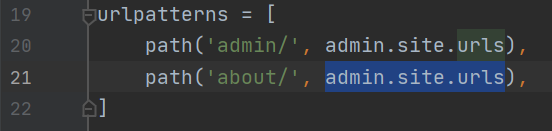 19 urlpatterns = [
20     path('admin/', admin.site.urls),
21     path('about/', admin.site.urls),
22 ]